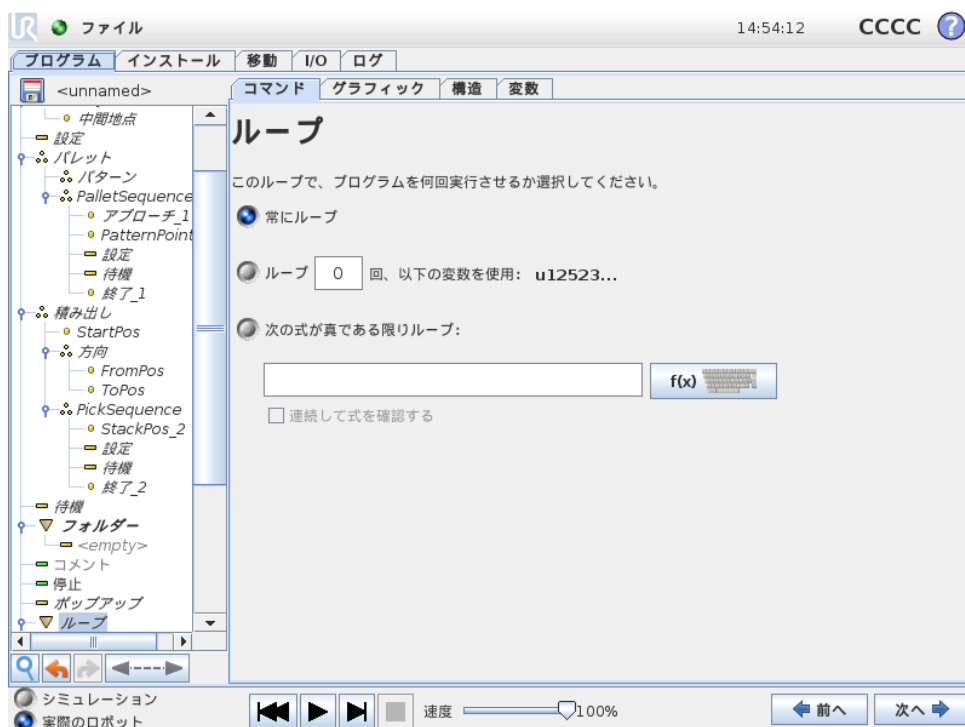 UR ファイル 14:54:12 CCCC ?
プログラム インストール 移動 I/O ログ
<unnamed>
コマンド グラフィック 構造 変数
中間地点
設定
パレット
パターン
PalletSequence
アプローチ_1
PatternPoint
設定
待機
終了_1
積み出し
StartPos
方向
FromPos
ToPos
PickSequence
StackPos_2
設定
待機
終了_2
待機
フォルダー
<empty>
コメント
停止
ポップアップ
ループ
ループ
このループで、プログラムを何回実行させるか選択してください。
常にループ
ループ 0 回、以下の変数を使用: u12523...
次の式が真である限りループ:
f(x)
連続して式を確認する
シミュレーション
実際のロボット
速度 100%
前へ 次へ